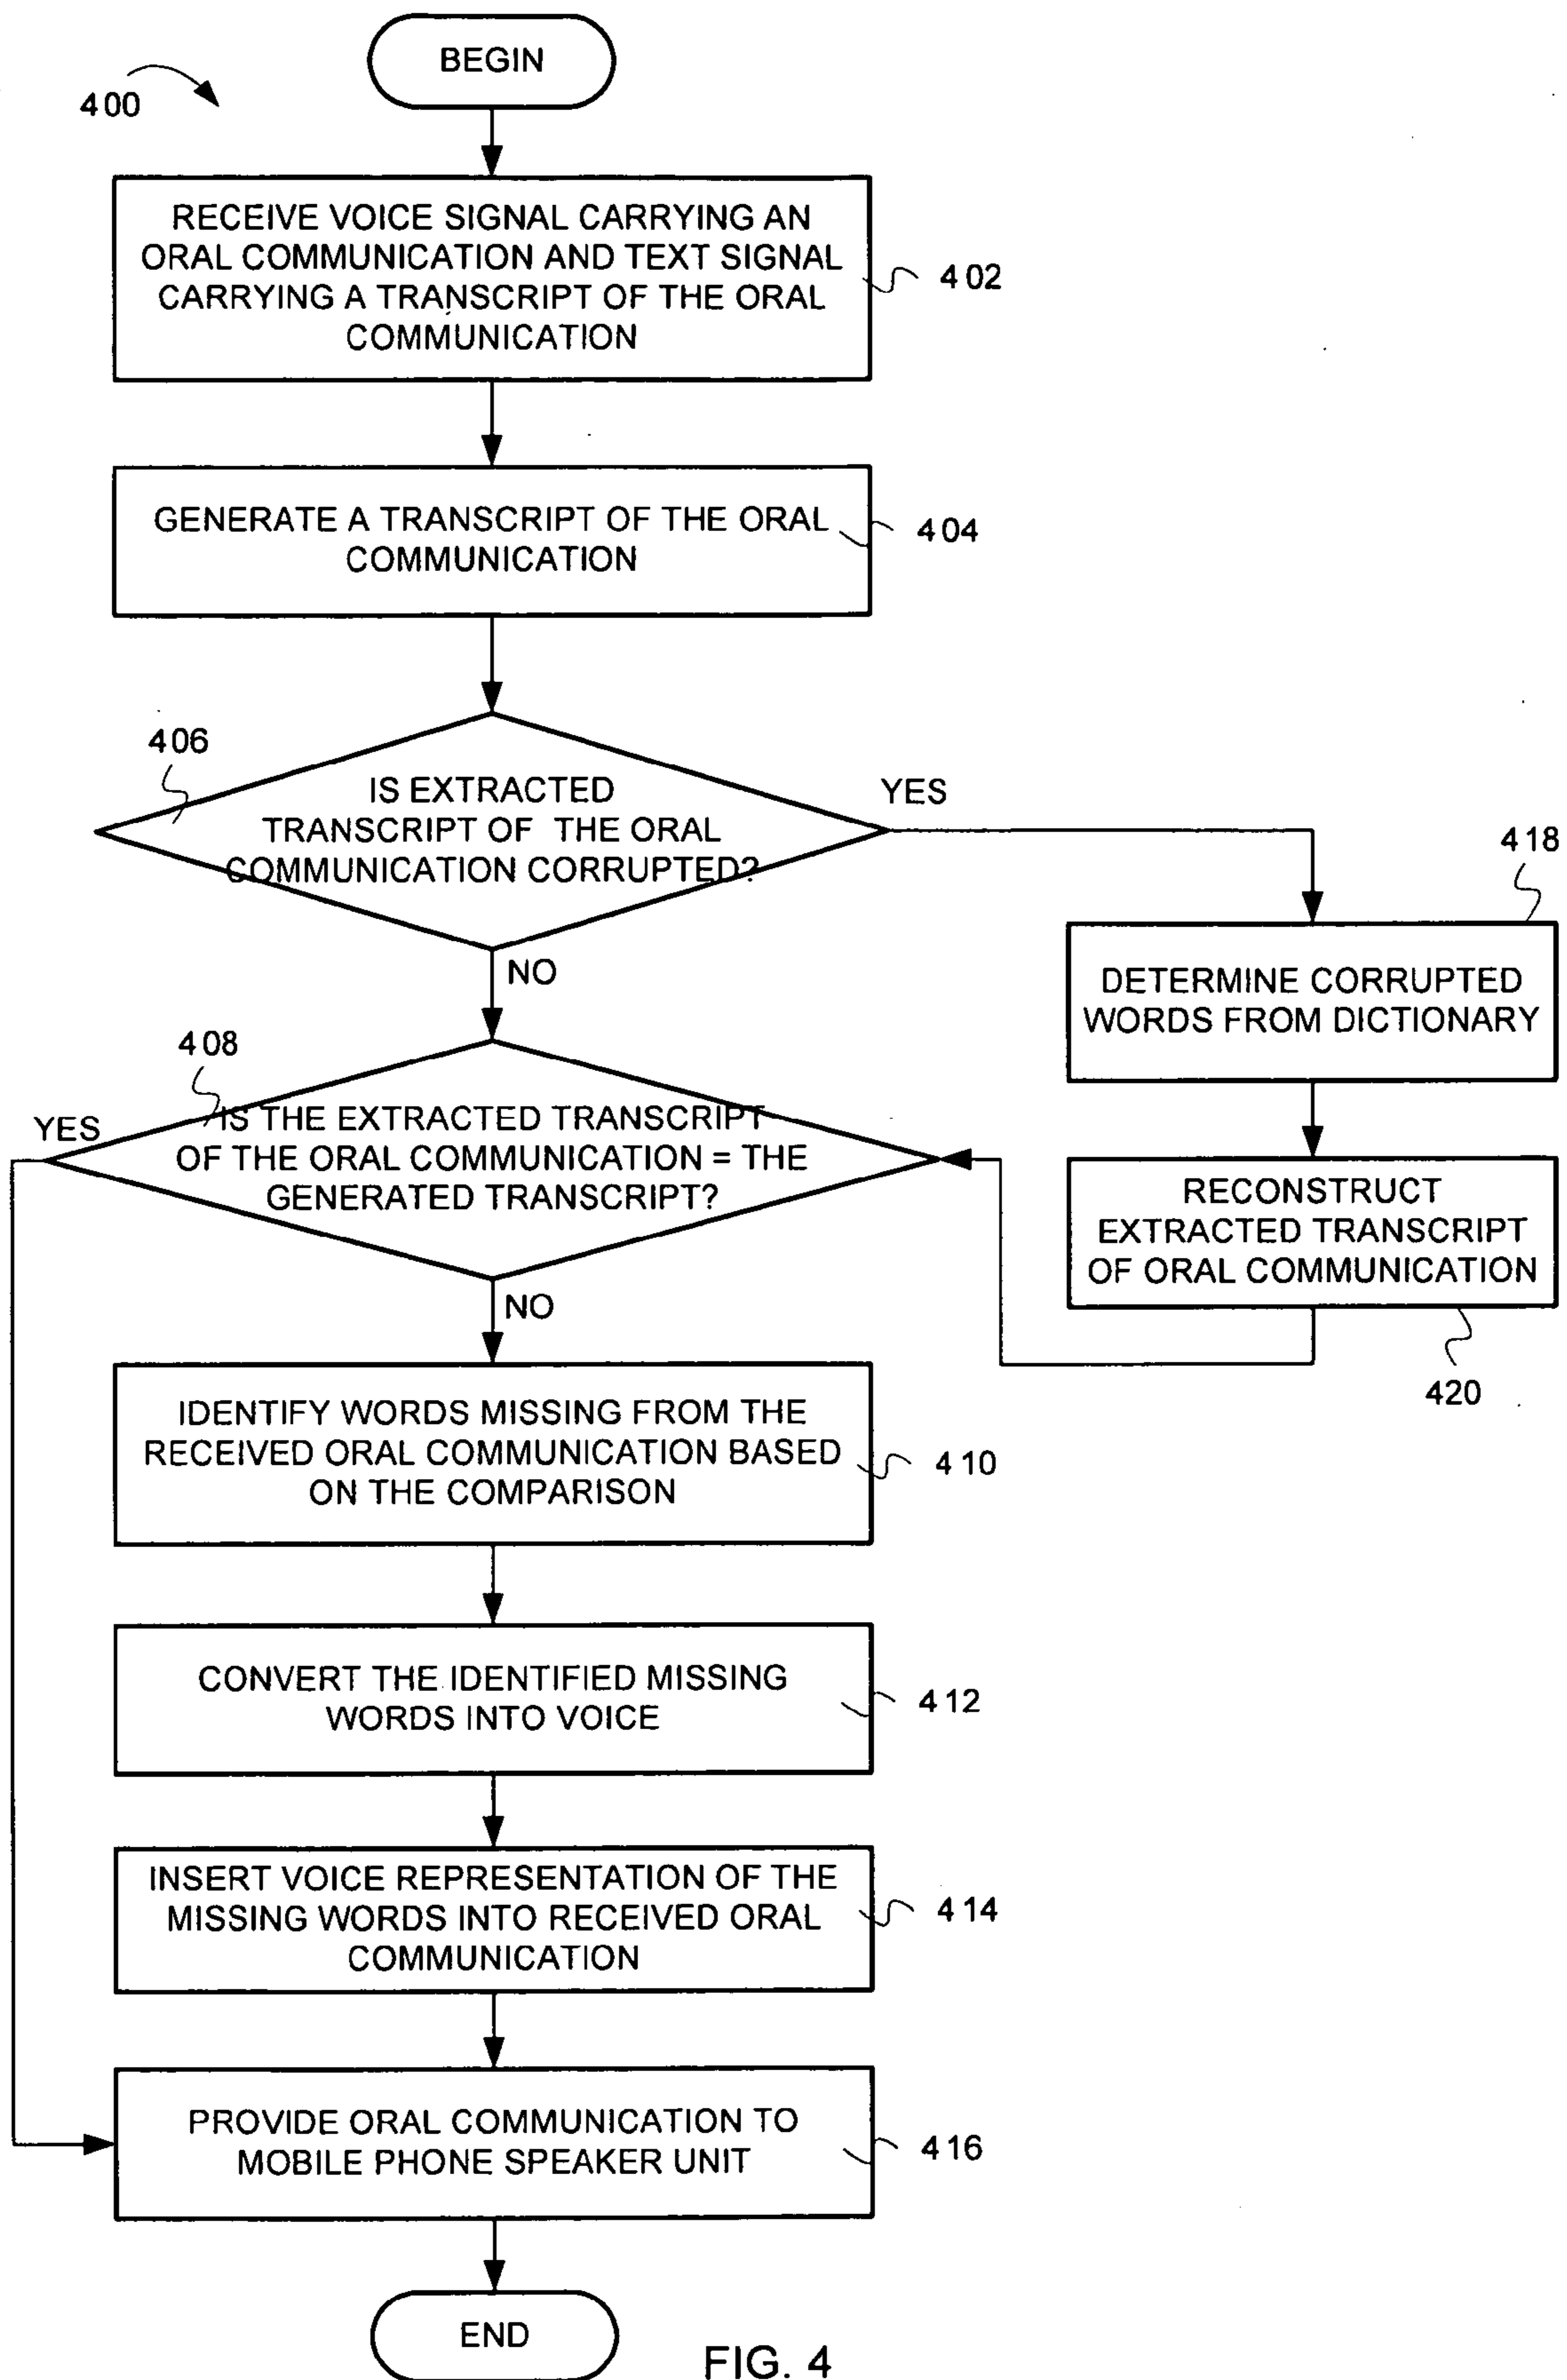 BEGIN
400
RECEIVE VOICE SIGNAL CARRYING AN
ORAL COMMUNICATION AND TEXT SIGNAL
CARRYING A TRANSCRIPT OF THE ORAL
COMMUNICATION
402
GENERATE A TRANSCRIPT OF THE ORAL
COMMUNICATION
404
406
IS EXTRACTED
TRANSCRIPT OF THE ORAL
COMMUNICATION CORRUPTED?
YES
NO
418
DETERMINE CORRUPTED
WORDS FROM DICTIONARY
RECONSTRUCT
EXTRACTED TRANSCRIPT
OF ORAL COMMUNICATION
420
408
YES
IS THE EXTRACTED TRANSCRIPT
OF THE ORAL COMMUNICATION = THE
GENERATED TRANSCRIPT?
NO
IDENTIFY WORDS MISSING FROM THE
RECEIVED ORAL COMMUNICATION BASED
ON THE COMPARISON
410
CONVERT THE IDENTIFIED MISSING
WORDS INTO VOICE
412
INSERT VOICE REPRESENTATION OF THE
MISSING WORDS INTO RECEIVED ORAL
COMMUNICATION
414
PROVIDE ORAL COMMUNICATION TO
MOBILE PHONE SPEAKER UNIT
416
END
FIG. 4